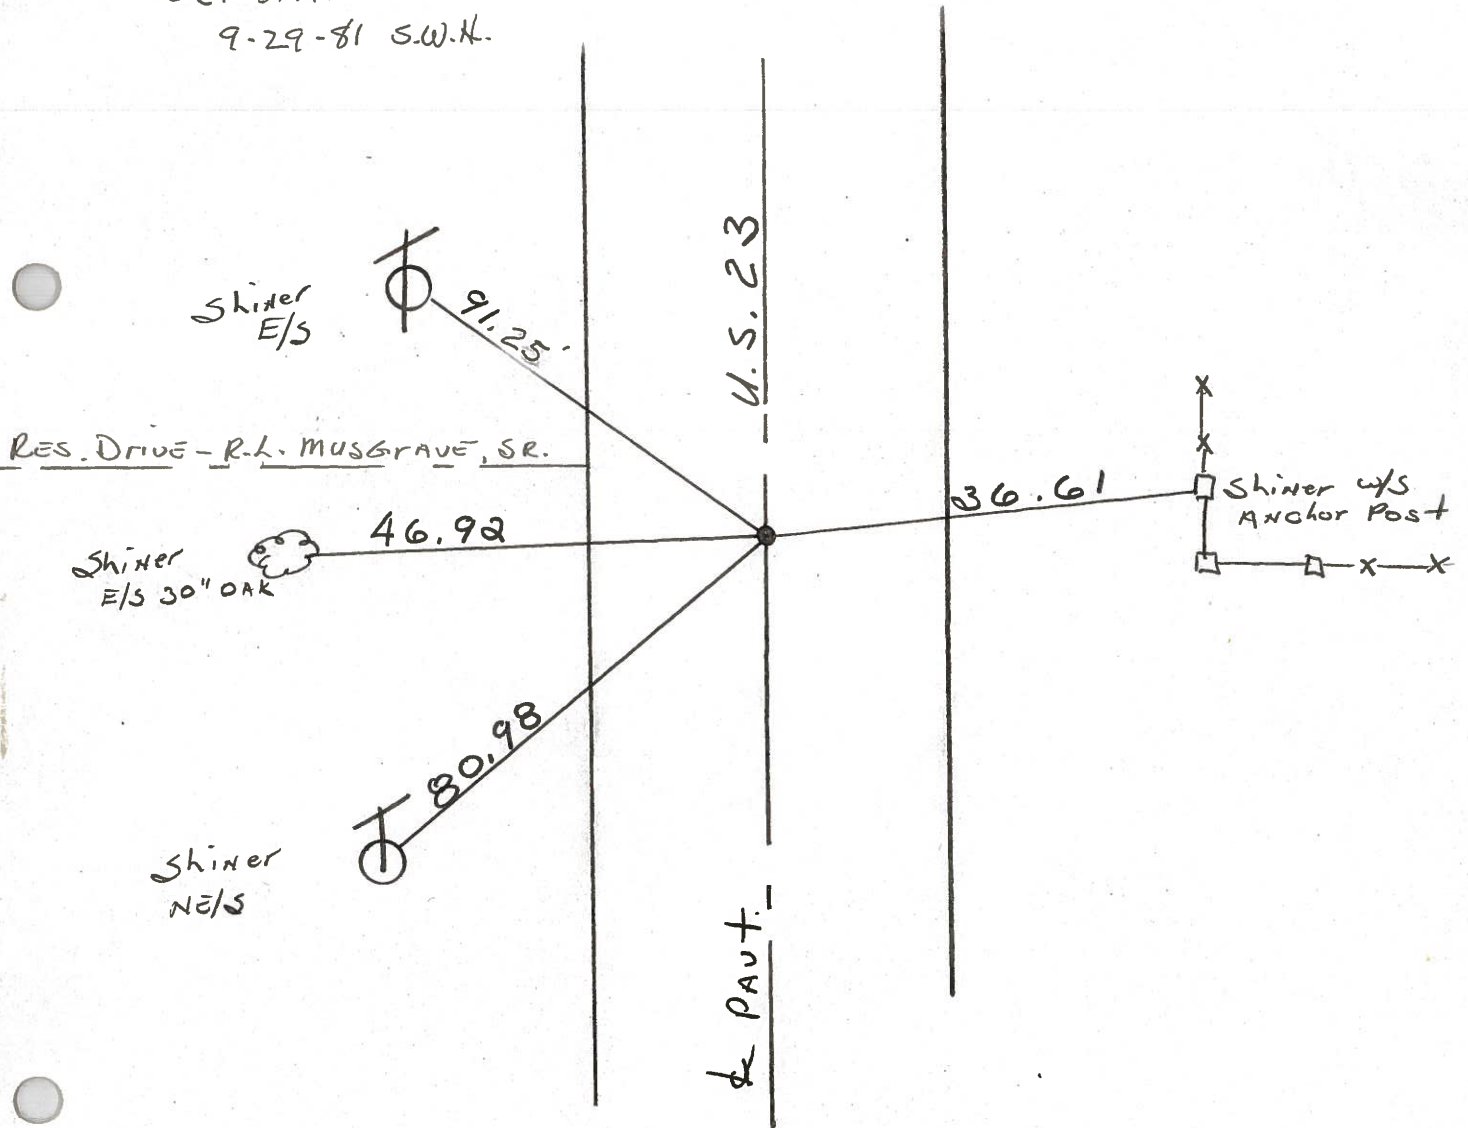 9-29-81 S.W.H.
U.S. 23
Shiner
E/S
91.25'
RES. Drive - R.L. Musgrave, SR.
46.92
36.61
Shiner w/s
Anchor Post
Shiner
E/S 30" OAK
80.98
Shiner
NE/S
℄ PAVT.